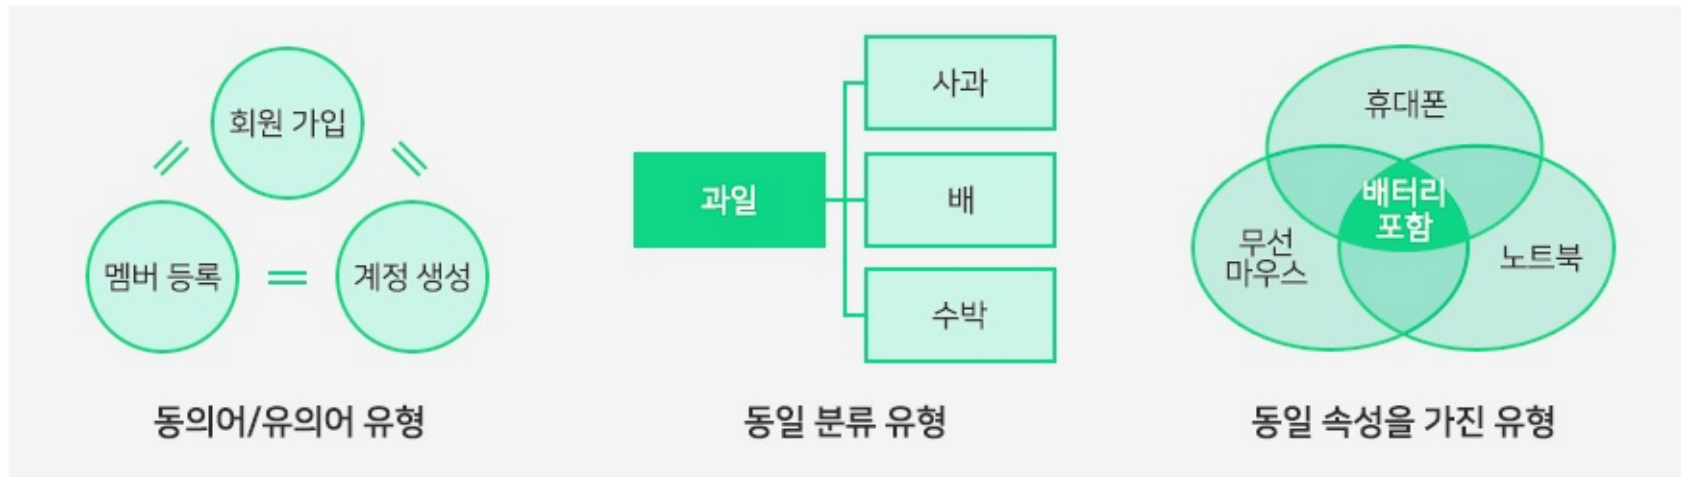 회원 가입
멤버 등록
계정 생성
동의어/유의어 유형
과일
사과
배
수박
동일 분류 유형
휴대폰
배터리
포함
무선
마우스
노트북
동일 속성을 가진 유형